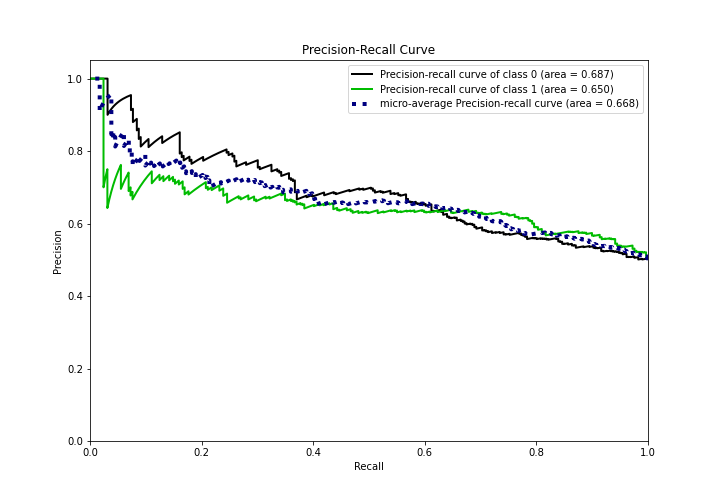 Precision-Recall Curve
Precision-recall curve of class 0 (area = 0.687)
Precision-recall curve of class 1 (area = 0.650)
micro-average Precision-recall curve (area = 0.668)
1.0
0.8
0.6
0.4
0.2
0.0
Precision
0.0 0.2 0.4 0.6 0.8 1.0
Recall